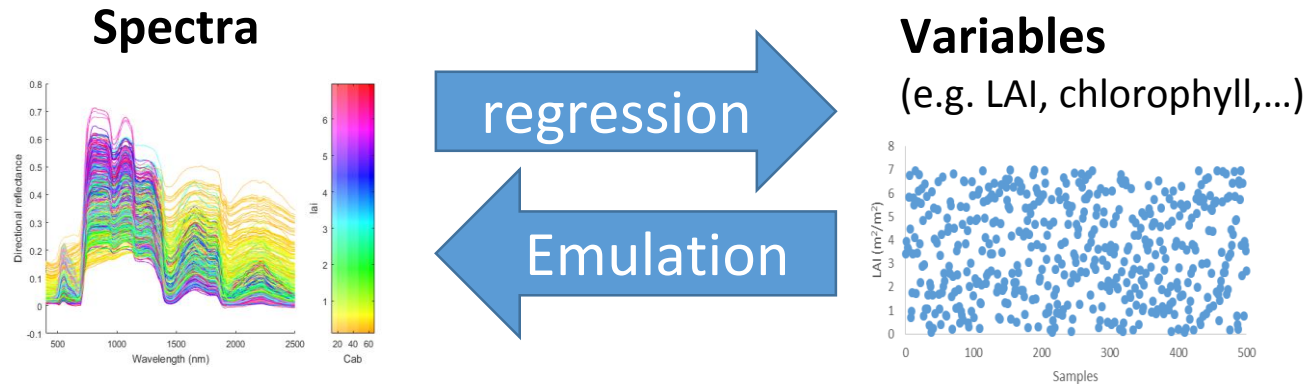 Spectra
0.8
0.7
0.6
0.5
0.4
0.3
0.2
0.1
0
-0.1
Directional reflectance
500 1000 1500 2000 2500
Wavelength (nm)
6
5
4
3
2
1
lai
20 40 60
Cab
regression
Emulation
Variables
(e.g. LAI, chlorophyll,...)
8
7
6
5
4
3
2
1
0
LAI (m²/m²)
0 100 200 300 400 500
Samples